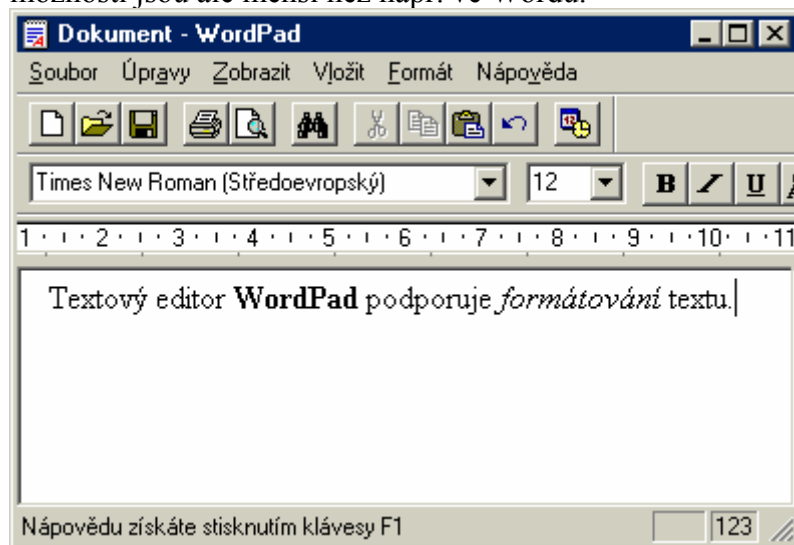 možnosti jsou ale menší než např. ve Wordu.
Dokument - WordPad
Soubor Úpravy Zobrazit Vložit Formát Nápověda
Times New Roman (Středoevropský) 12 B / U
1 2 3 4 5 6 7 8 9 10 11
Textový editor WordPad podporuje formátování textu.
Nápovědu získáte stisknutím klávesy F1 123